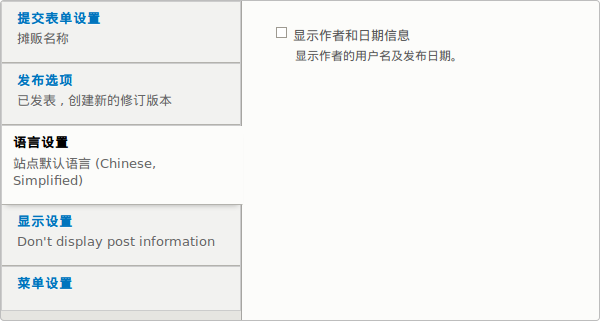 提交表单设置
摊贩名称
发布选项
已发表，创建新的修订版本
语言设置
站点默认语言 (Chinese,
Simplified)
显示设置
Don't display post information
菜单设置
显示作者和日期信息
显示作者的用户名及发布日期。